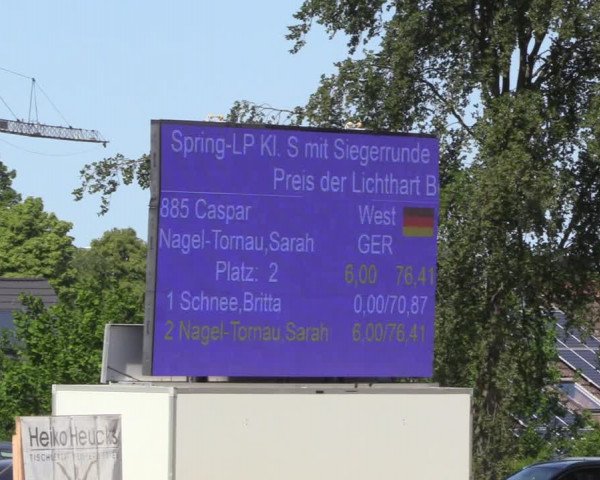 Spring-LP Kl. S mit Siegerrunde
Preis der Lichthart B
885 Caspar West
Nagel-Tornau,Sarah GER
Platz: 2 6,00 76,41
1 Schnee,Britta 0,00/70,87
2 Nagel-Tornau,Sarah 6,00/76,41
Heiko Heucks